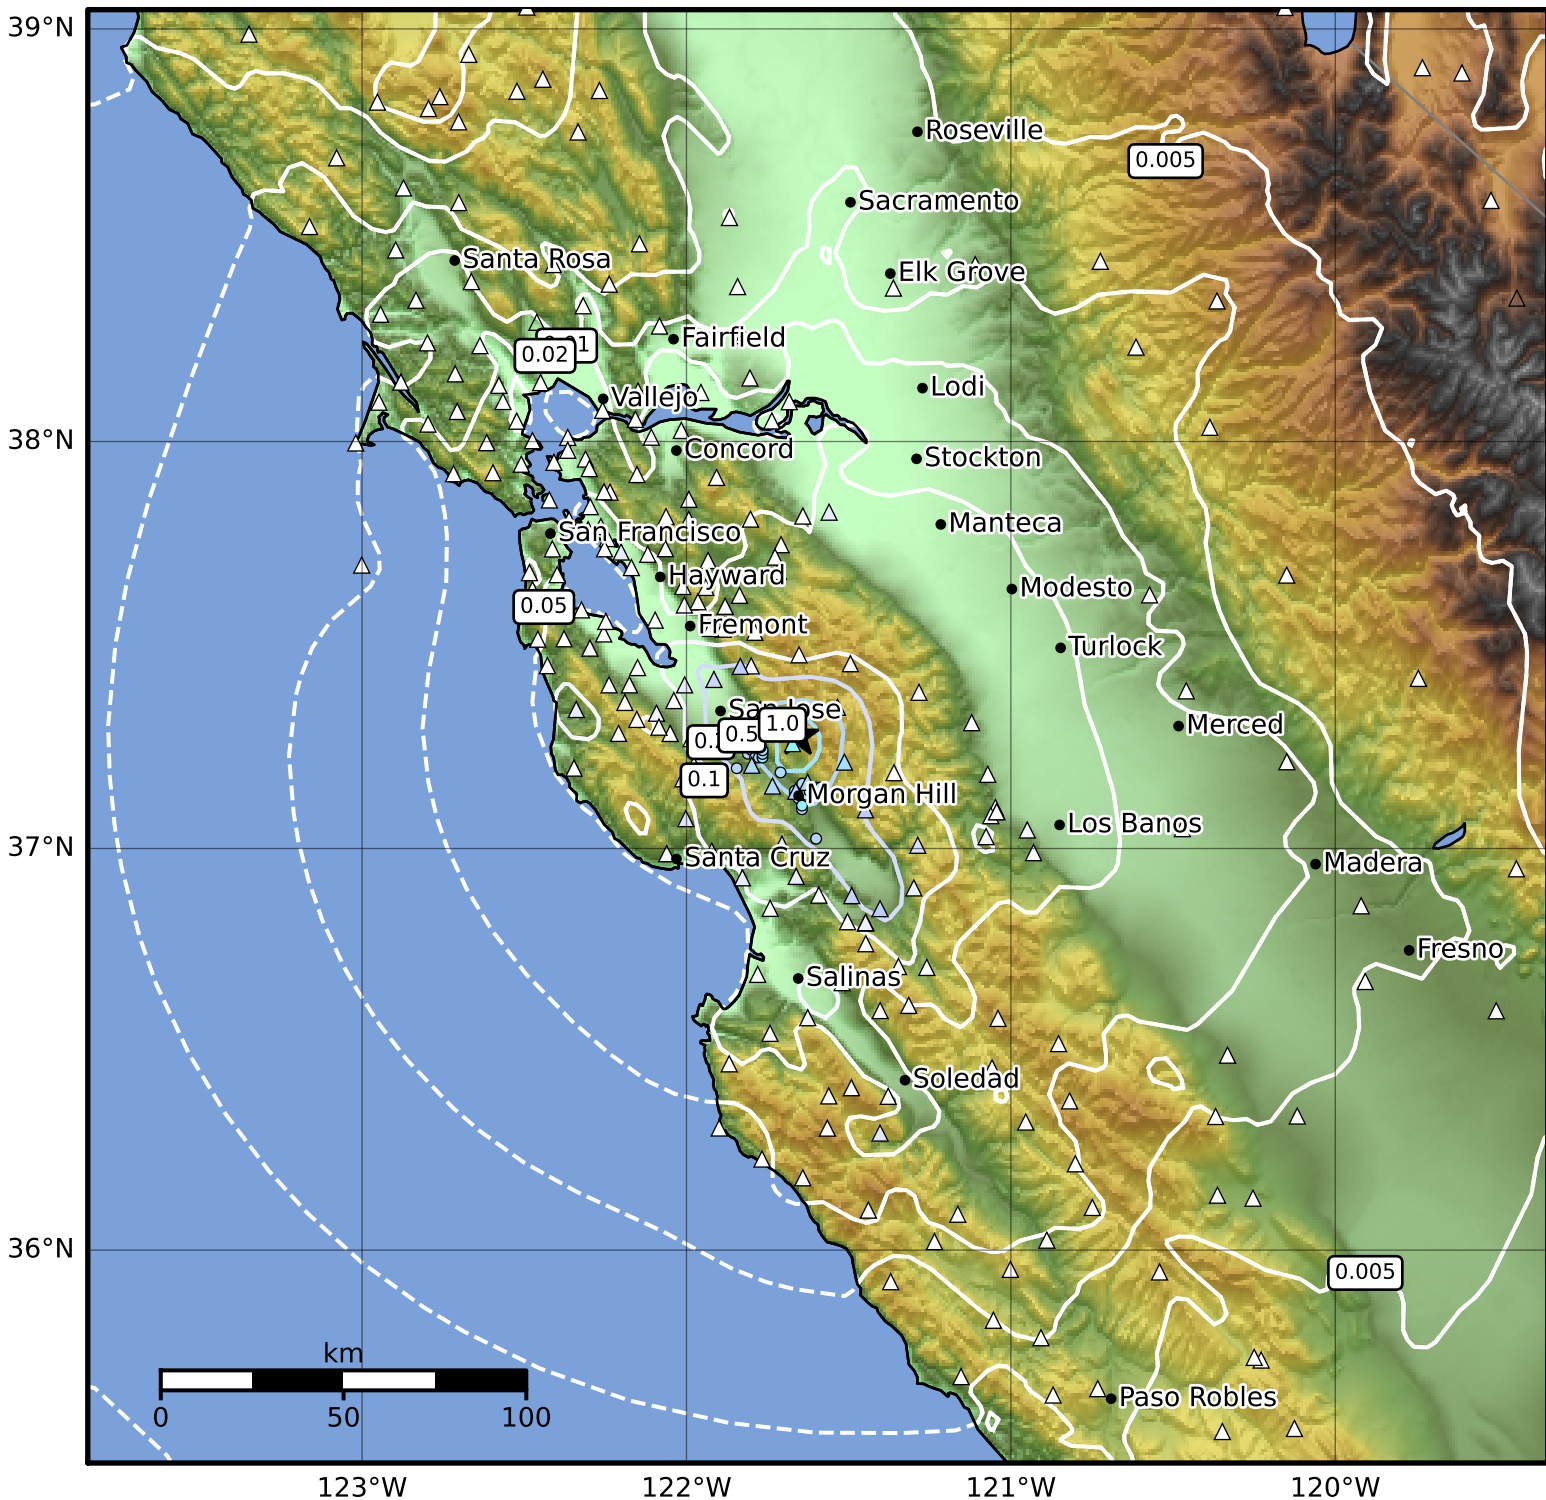 39°N
Roseville
0.005
Sacramento
Santa Rosa
Elk Grove
Fairfield
0.02
Lodi
Vallejo
38°N
Concord
Stockton
Manteca
San Francisco
Hayward
Modesto
0.05
Fremont
Turlock
San Jose
1.0
Merced
0.5
0.1
Morgan Hill
Los Banos
37°N
Santa Cruz
Madera
Fresno
Salinas
Soledad
36°N
0.005
km
Paso Robles
0 50 100
123°W 122°W 121°W 120°W